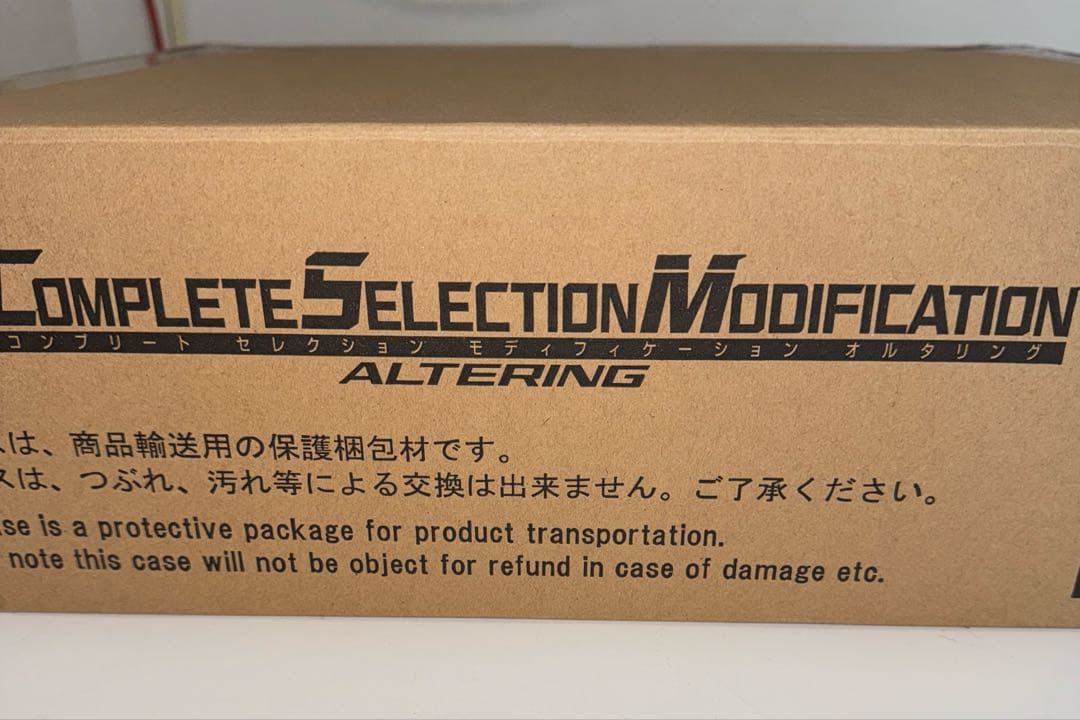 COMPLETE SELECTION MODIFICATION
コンプリート セレクション モディフィケーション オルタリング
ALTERING
スは、商品輸送用の保護梱包材です。
スは、つぶれ、汚れ等による交換は出来ません。ご了承ください。
is a protective package for product transportation.
note this case will not be object for refund in case of damage etc.